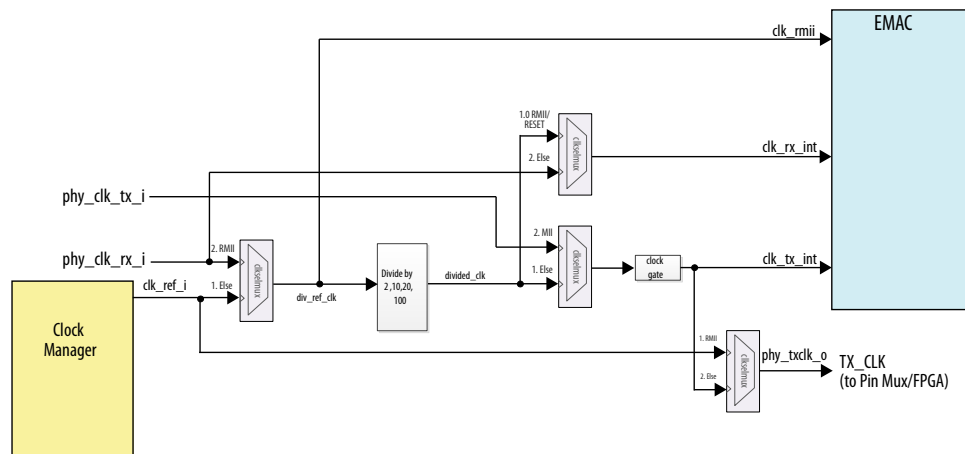 EMAC
clk_rmii
1.0 RMII/
RESET
clkselmux
clk_rx_int
2. Else
phy_clk_tx_i
2. MII
clkselmux
phy_clk_rx_i
2. RMII
clkselmux
clock
gate
clk_tx_int
Divide by
2 ,10,20,
100
divided_clk
1. Else
clk_ref_i
1. Else
div_ref_clk
Clock
Manager
1. RMII
clkselmux
phy_txclk_o
TX_CLK
(to Pin Mux/FPGA)
2. Else